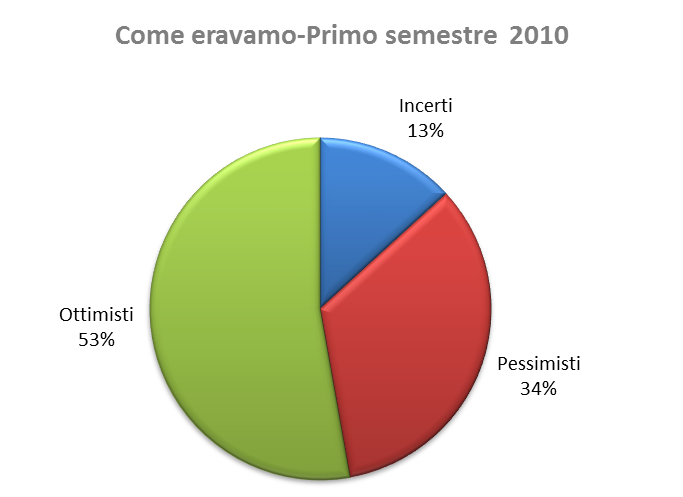 Come eravamo-Primo semestre 2010
Incerti
13%
Ottimisti
53%
Pessimisti
34%